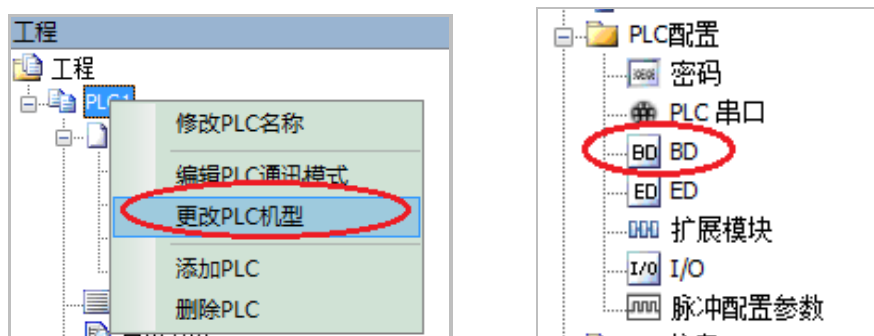 工程
工程
PLC1
修改PLC名称
编辑PLC通讯模式
更改PLC机型
添加PLC
删除PLC
PLC配置
密码
PLC 串口
BD BD
ED ED
扩展模块
I/O I/O
脉冲配置参数